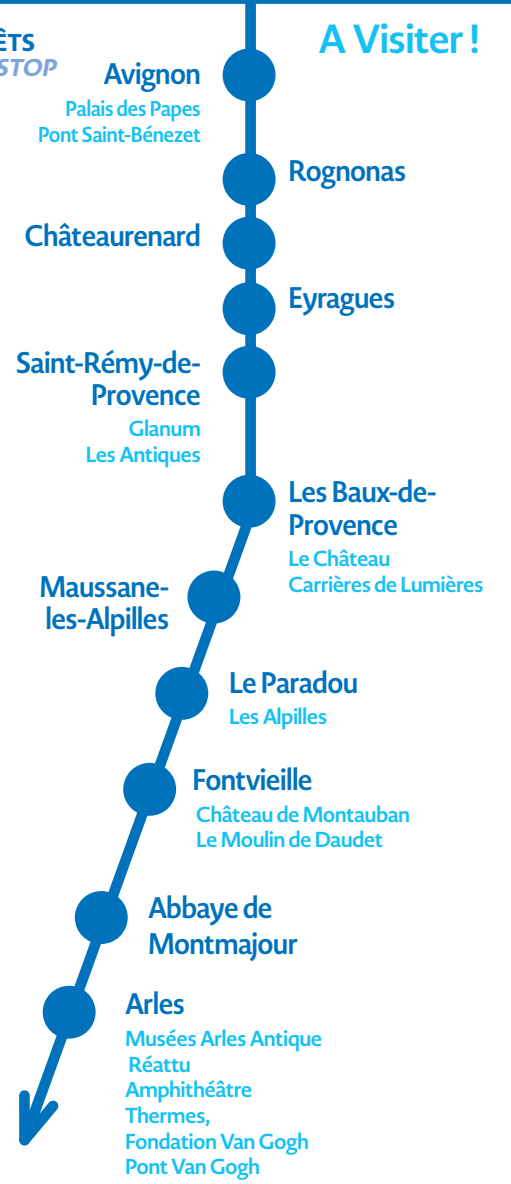 ÊTS
STOP
A Visiter !
Avignon
Palais des Papes
Pont Saint-Bénezet
Rognonas
Châteaurenard
Eyragues
Saint-Rémy-de-
Provence
Glanum
Les Antiques
Les Baux-de-
Provence
Le Château
Carrières de Lumières
Maussane-
les-Alpilles
Le Paradou
Les Alpilles
Fontvieille
Château de Montauban
Le Moulin de Daudet
Abbaye de
Montmajour
Arles
Musées Arles Antique
Réattu
Amphithéâtre
Thermes,
Fondation Van Gogh
Pont Van Gogh